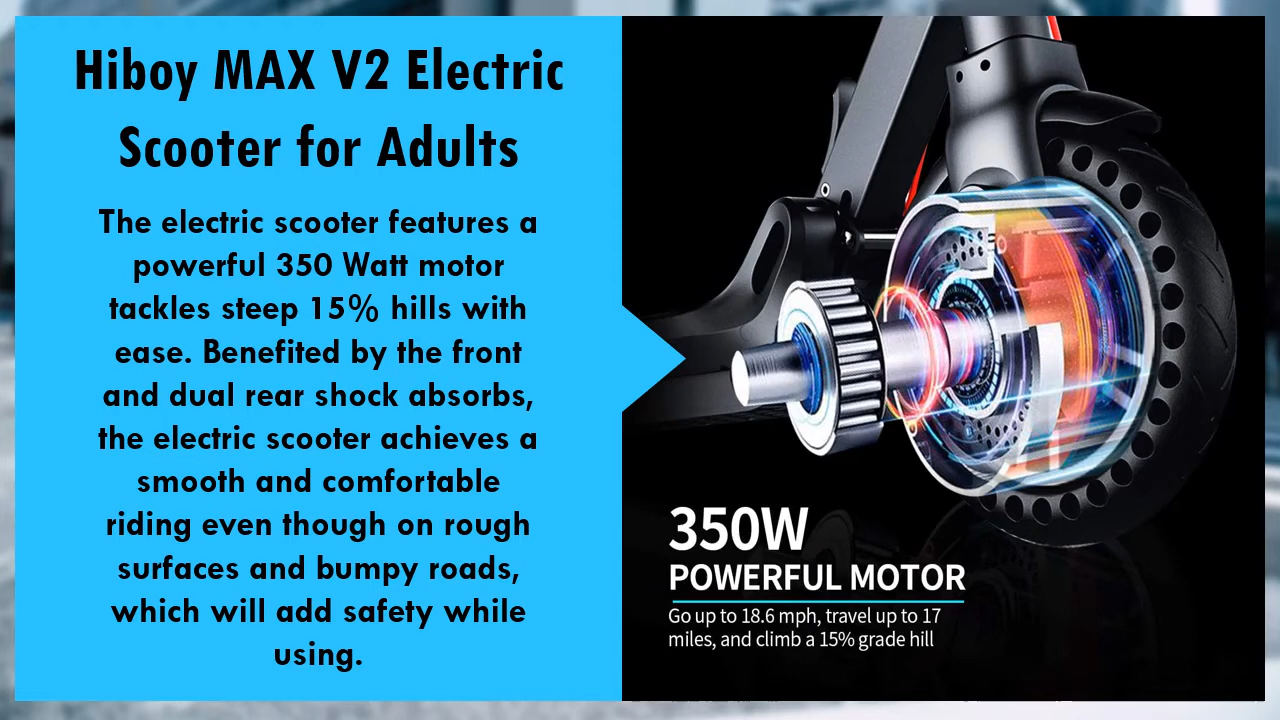 Hiboy MAX V2 Electric
Scooter for Adults
The electric scooter features a
powerful 350 Watt motor
tackles steep 15% hills with
ease. Benefited by the front
and dual rear shock absorbs,
the electric scooter achieves a
smooth and comfortable
riding even though on rough
surfaces and bumpy roads,
which will add safety while
using.
350W
POWERFUL MOTOR
Go up to 18.6 mph, travel up to 17
miles, and climb a 15% grade hill